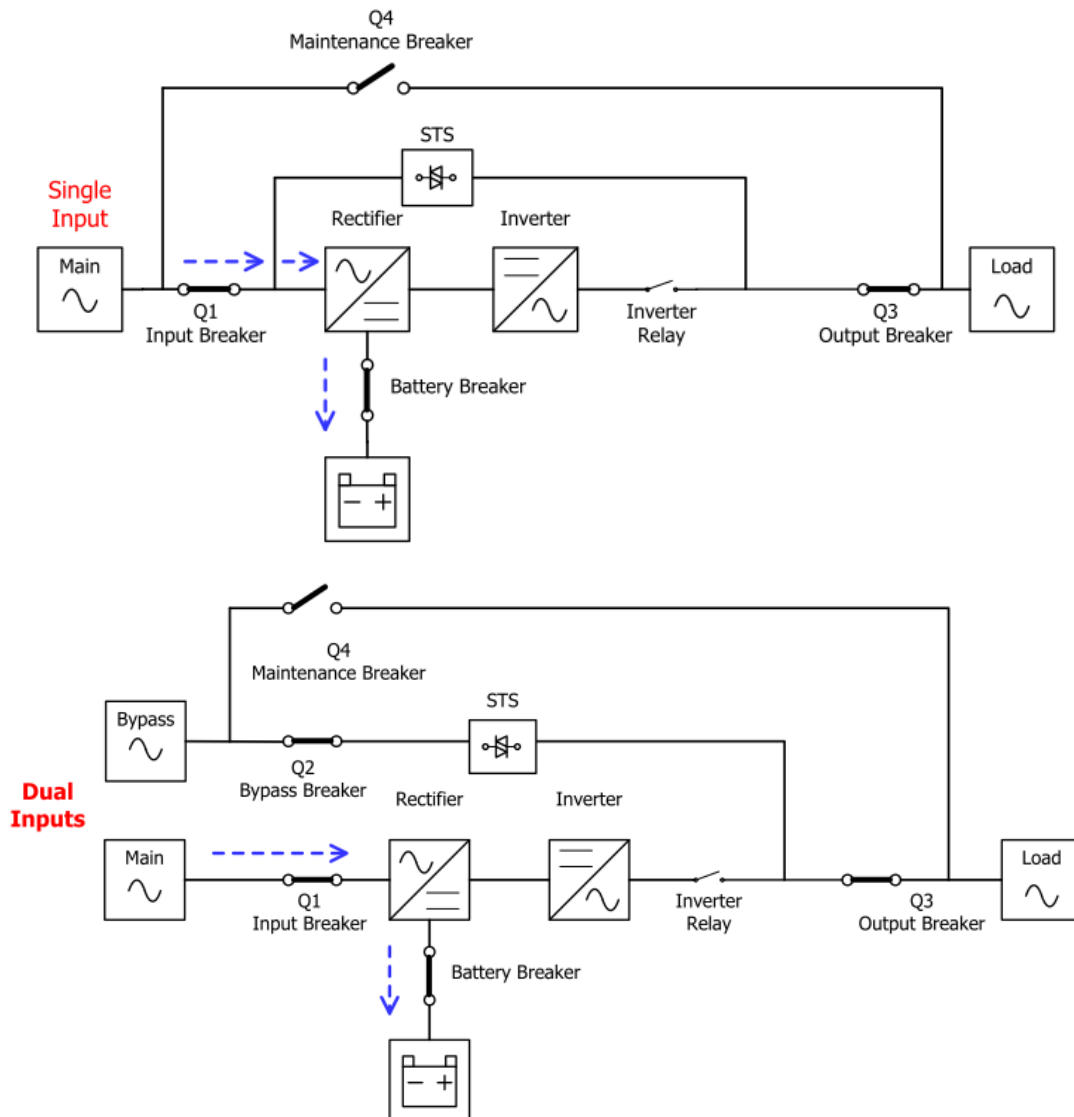 Q4
Maintenance Breaker
STS
Single
Input
Rectifier
Inverter
Main
Load
Q1
Input Breaker
Inverter
Relay
Q3
Output Breaker
Battery Breaker
Q4
Maintenance Breaker
STS
Bypass
Q2
Bypass Breaker
Dual
Inputs
Rectifier
Inverter
Main
Load
Q1
Input Breaker
Inverter
Relay
Q3
Output Breaker
Battery Breaker